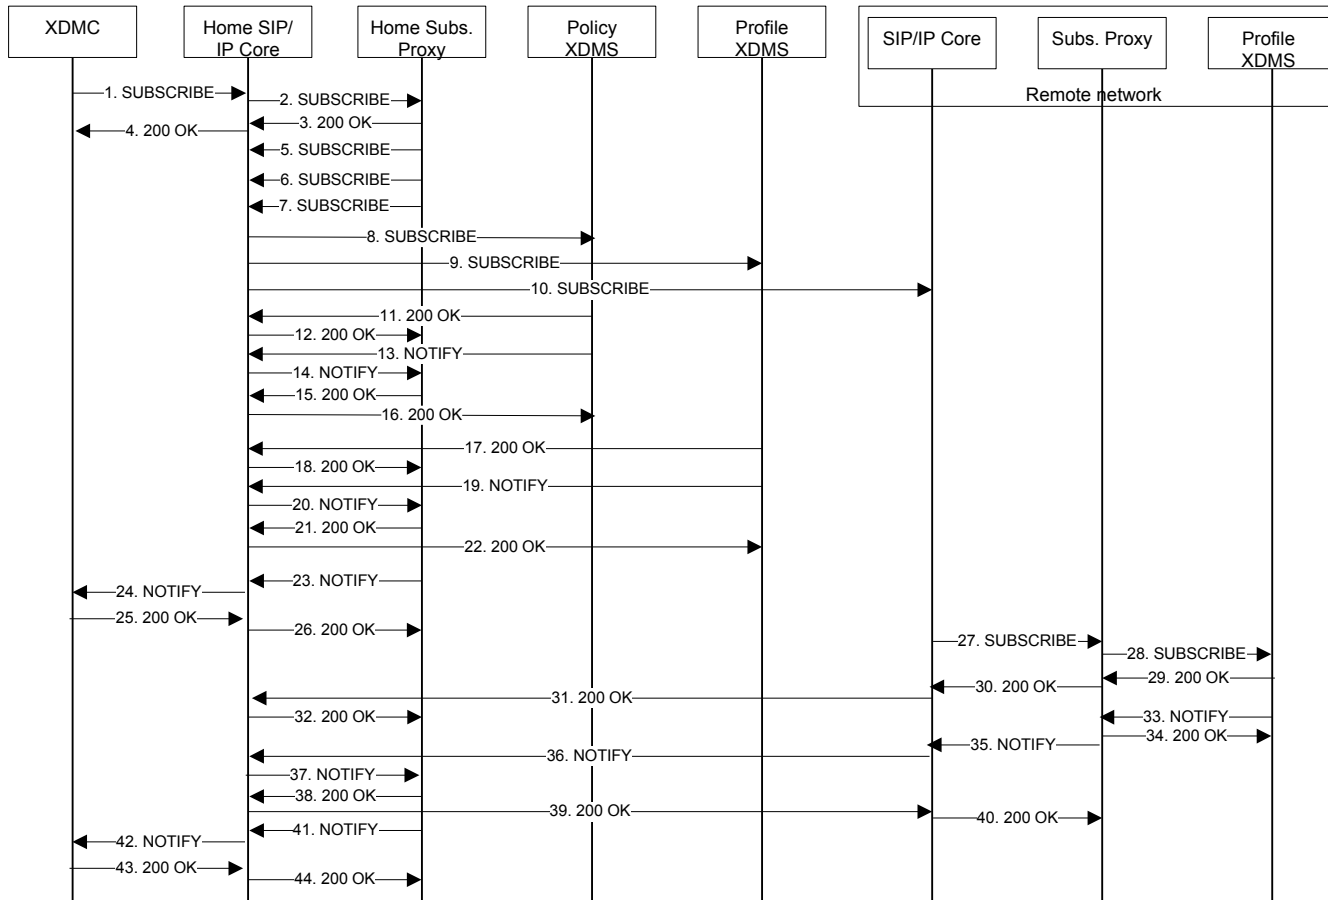 XDMC
Home SIP/
IP Core
Home Subs.
Proxy
Policy
XDMS
Profile
XDMS
SIP/IP Core
Subs. Proxy
Profile
XDMS
Remote network
1. SUBSCRIBE
2. SUBSCRIBE
3. 200 OK
4. 200 OK
5. SUBSCRIBE
6. SUBSCRIBE
7. SUBSCRIBE
8. SUBSCRIBE
9. SUBSCRIBE
10. SUBSCRIBE
11. 200 OK
12. 200 OK
13. NOTIFY
14. NOTIFY
15. 200 OK
16. 200 OK
17. 200 OK
18. 200 OK
19. NOTIFY
20. NOTIFY
21. 200 OK
22. 200 OK
23. NOTIFY
24. NOTIFY
25. 200 OK
26. 200 OK
27. SUBSCRIBE
28. SUBSCRIBE
29. 200 OK
30. 200 OK
31. 200 OK
32. 200 OK
33. NOTIFY
34. 200 OK
35. NOTIFY
36. NOTIFY
37. NOTIFY
38. 200 OK
39. 200 OK
40. 200 OK
41. NOTIFY
42. NOTIFY
43. 200 OK
44. 200 OK